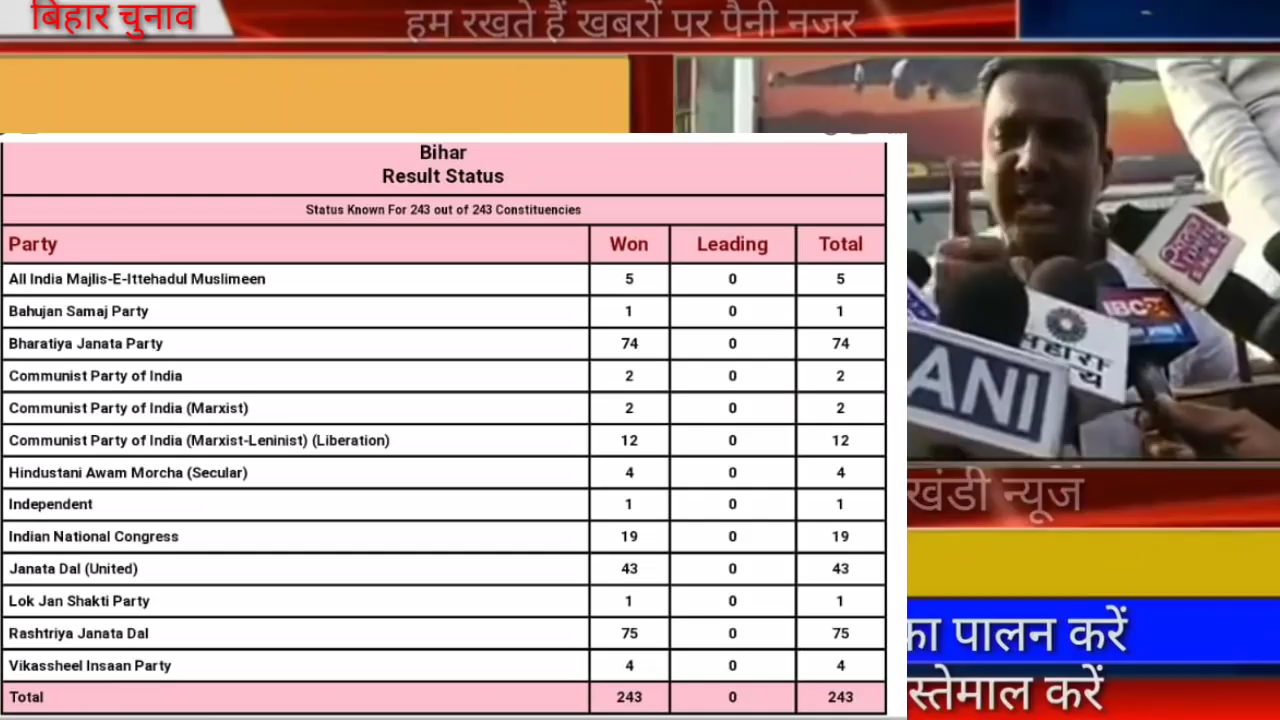 बिहार चुनाव
हम रखते हैं खबरों पर पैनी नजर
Bihar
Result Status
Status Known For 243 out of 243 Constituencies
Party Won Leading Total
All India Majlis-E-Ittehadul Muslimeen 5 0 5
Bahujan Samaj Party 1 0 1
Bharatiya Janata Party 74 0 74
Communist Party of India 2 0 2
Communist Party of India (Marxist) 2 0 2
Communist Party of India (Marxist-Leninist) (Liberation) 12 0 12
Hindustani Awam Morcha (Secular) 4 0 4
Independent 1 0 1
Indian National Congress 19 0 19
Janata Dal (United) 43 0 43
Lok Jan Shakti Party 1 0 1
Rashtriya Janata Dal 75 0 75
Vikassheel Insaan Party 4 0 4
Total 243 0 243
IBC24
ANI
खंडी न्यूज
का पालन करें
स्तेमाल करें